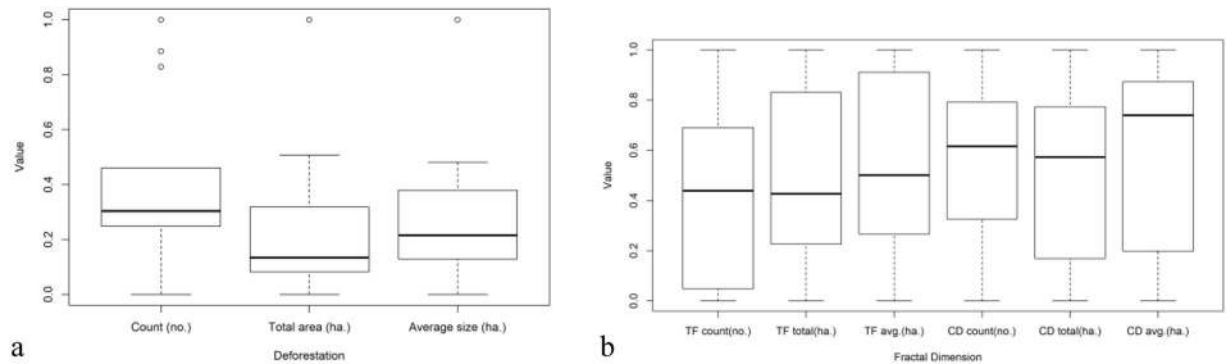 Value
1.0
0.8
0.6
0.4
0.2
0.0
Count (no.) Total area (ha.) Average size (ha.)
Deforestation
a
Value
1.0
0.8
0.6
0.4
0.2
0.0
TF count(no.) TF total(ha.) TF avg.(ha.) CD count(no.) CD total(ha.) CD avg.(ha.)
Fractal Dimension
b